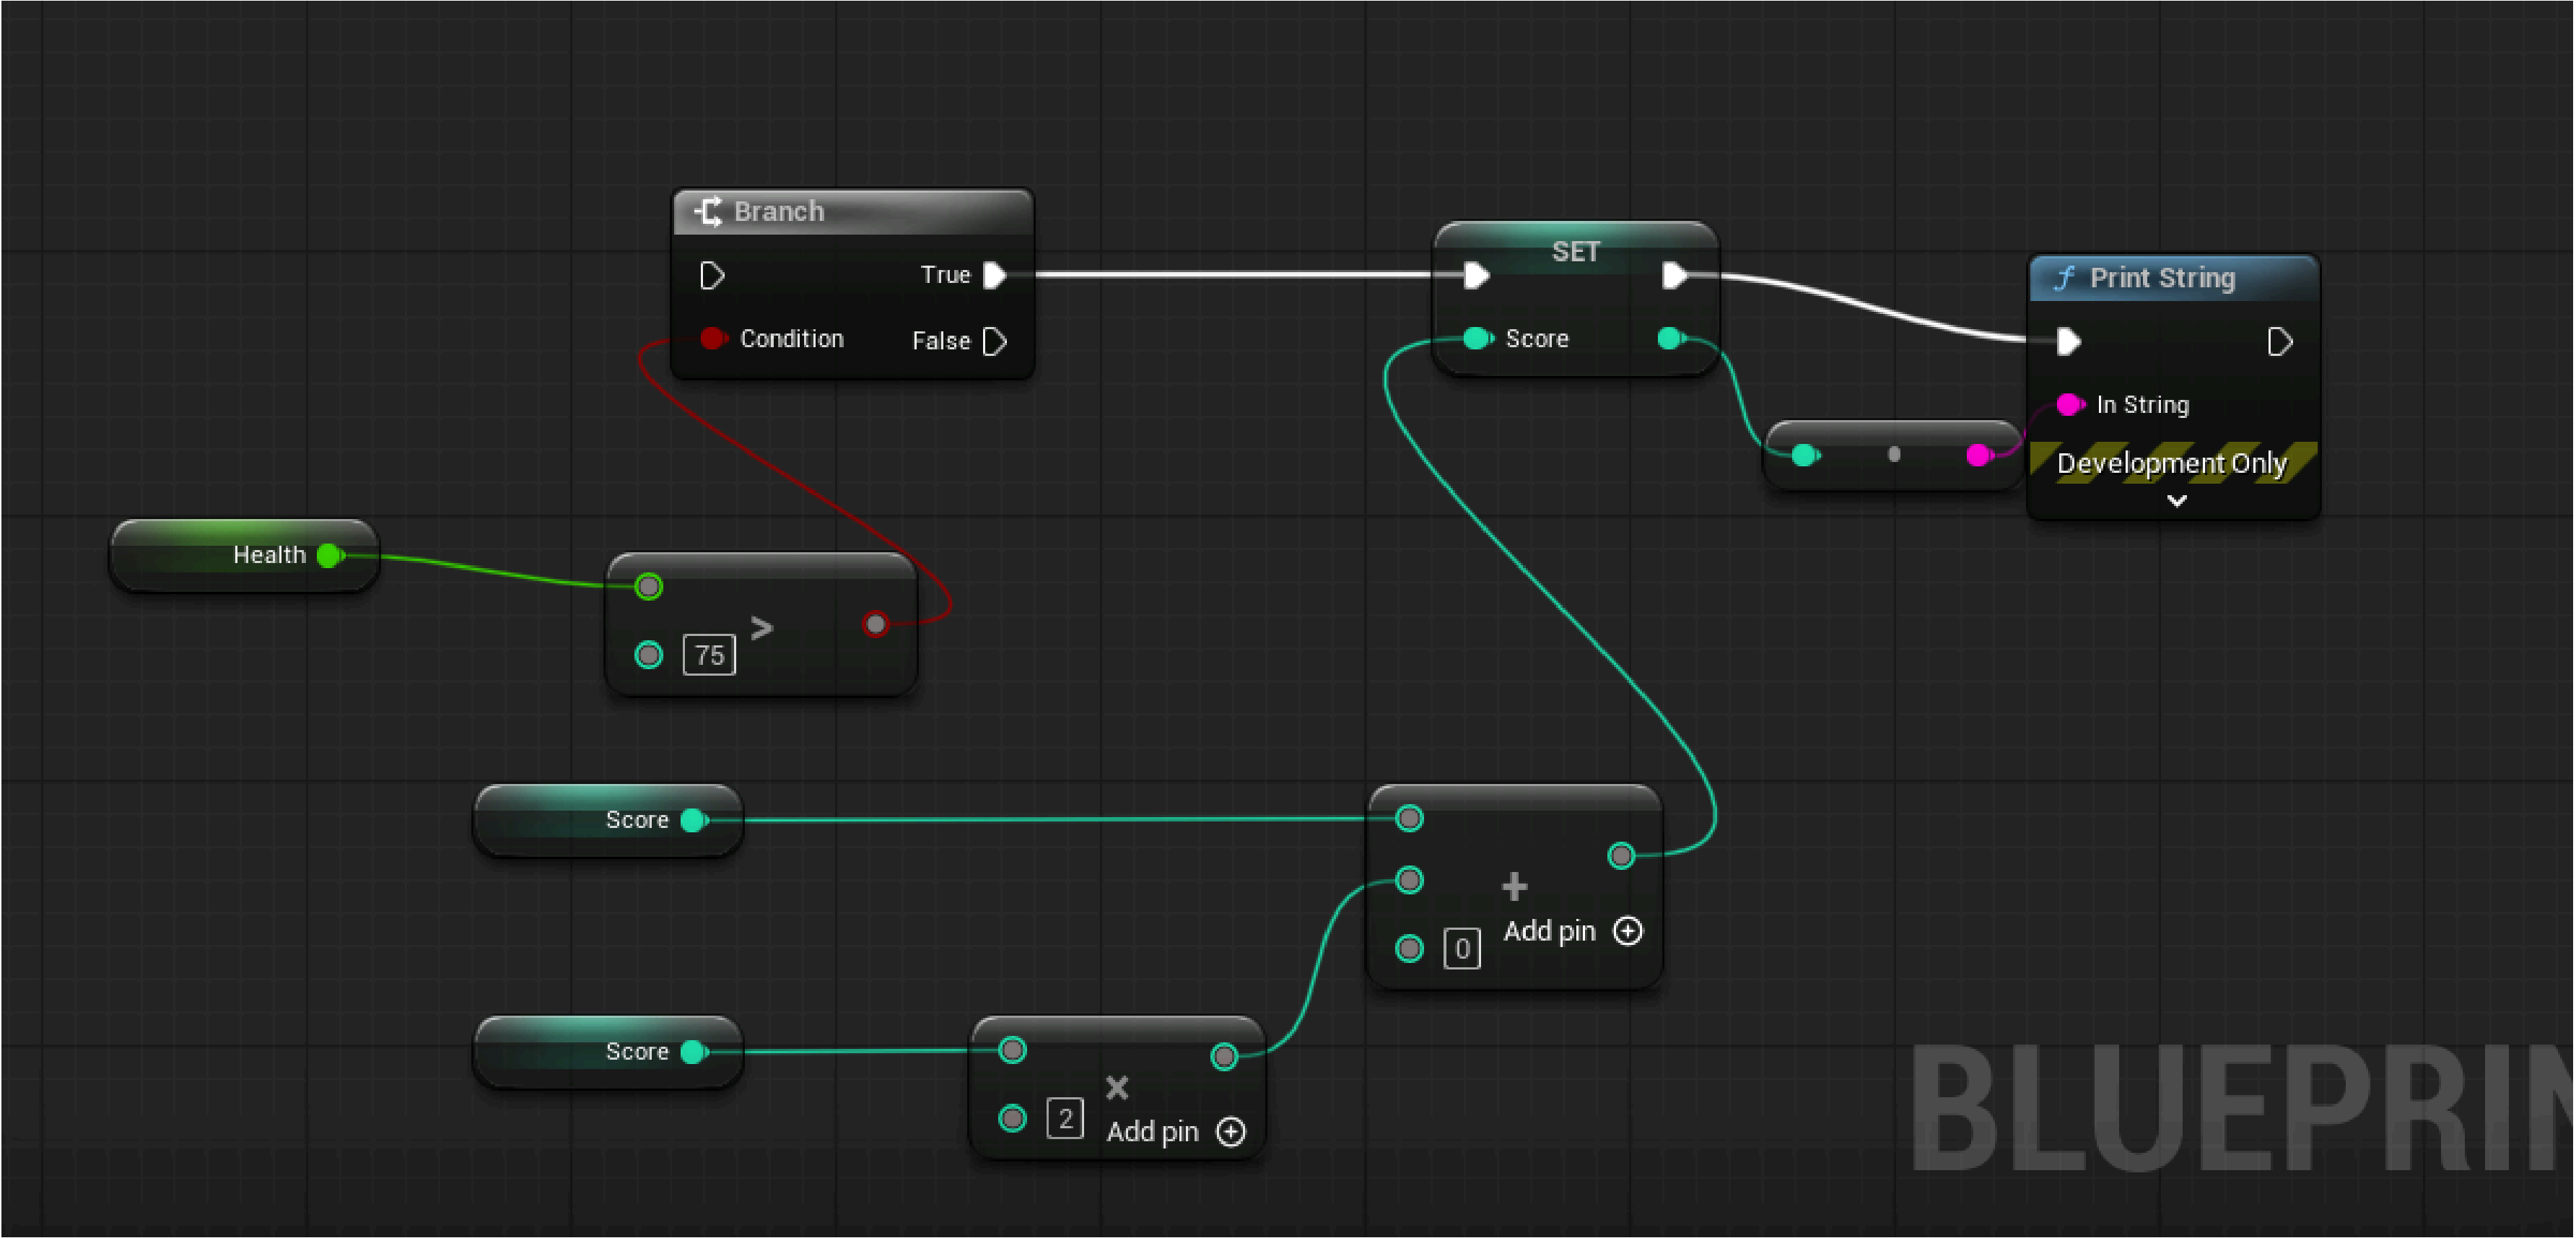 Branch
True
Condition
False
SET
Score
Print String
In String
Development Only
Health
>
75
Score
+
Add pin
0
Score
×
2
Add pin
BLUEPRIN